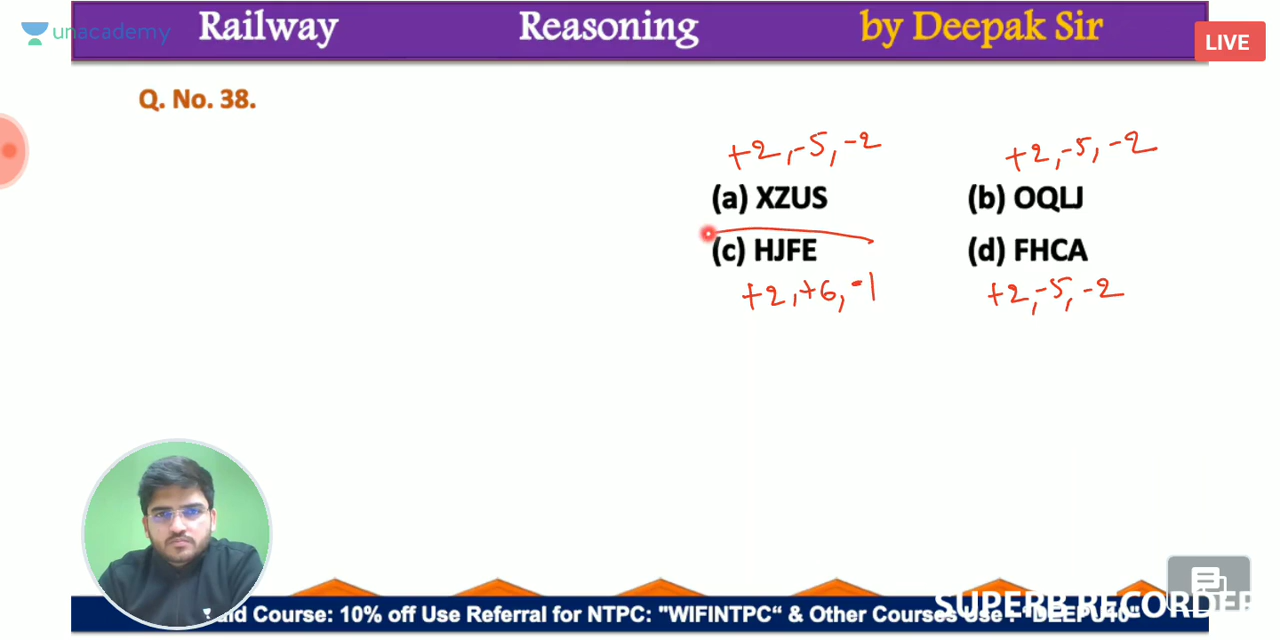 unacademy
Railway Reasoning by Deepak Sir
LIVE
Q. No. 38.
+2, -5, -2 +2, -5, -2
(a) XZUS (b) OQLJ
(c) HJFE (d) FHCA
+2, +6, -1 +2, -5, -2
Course: 10% off Use Referral for NTPC: "WIFINTPC“ & Other Courses Use :
SUPERB RECORDER